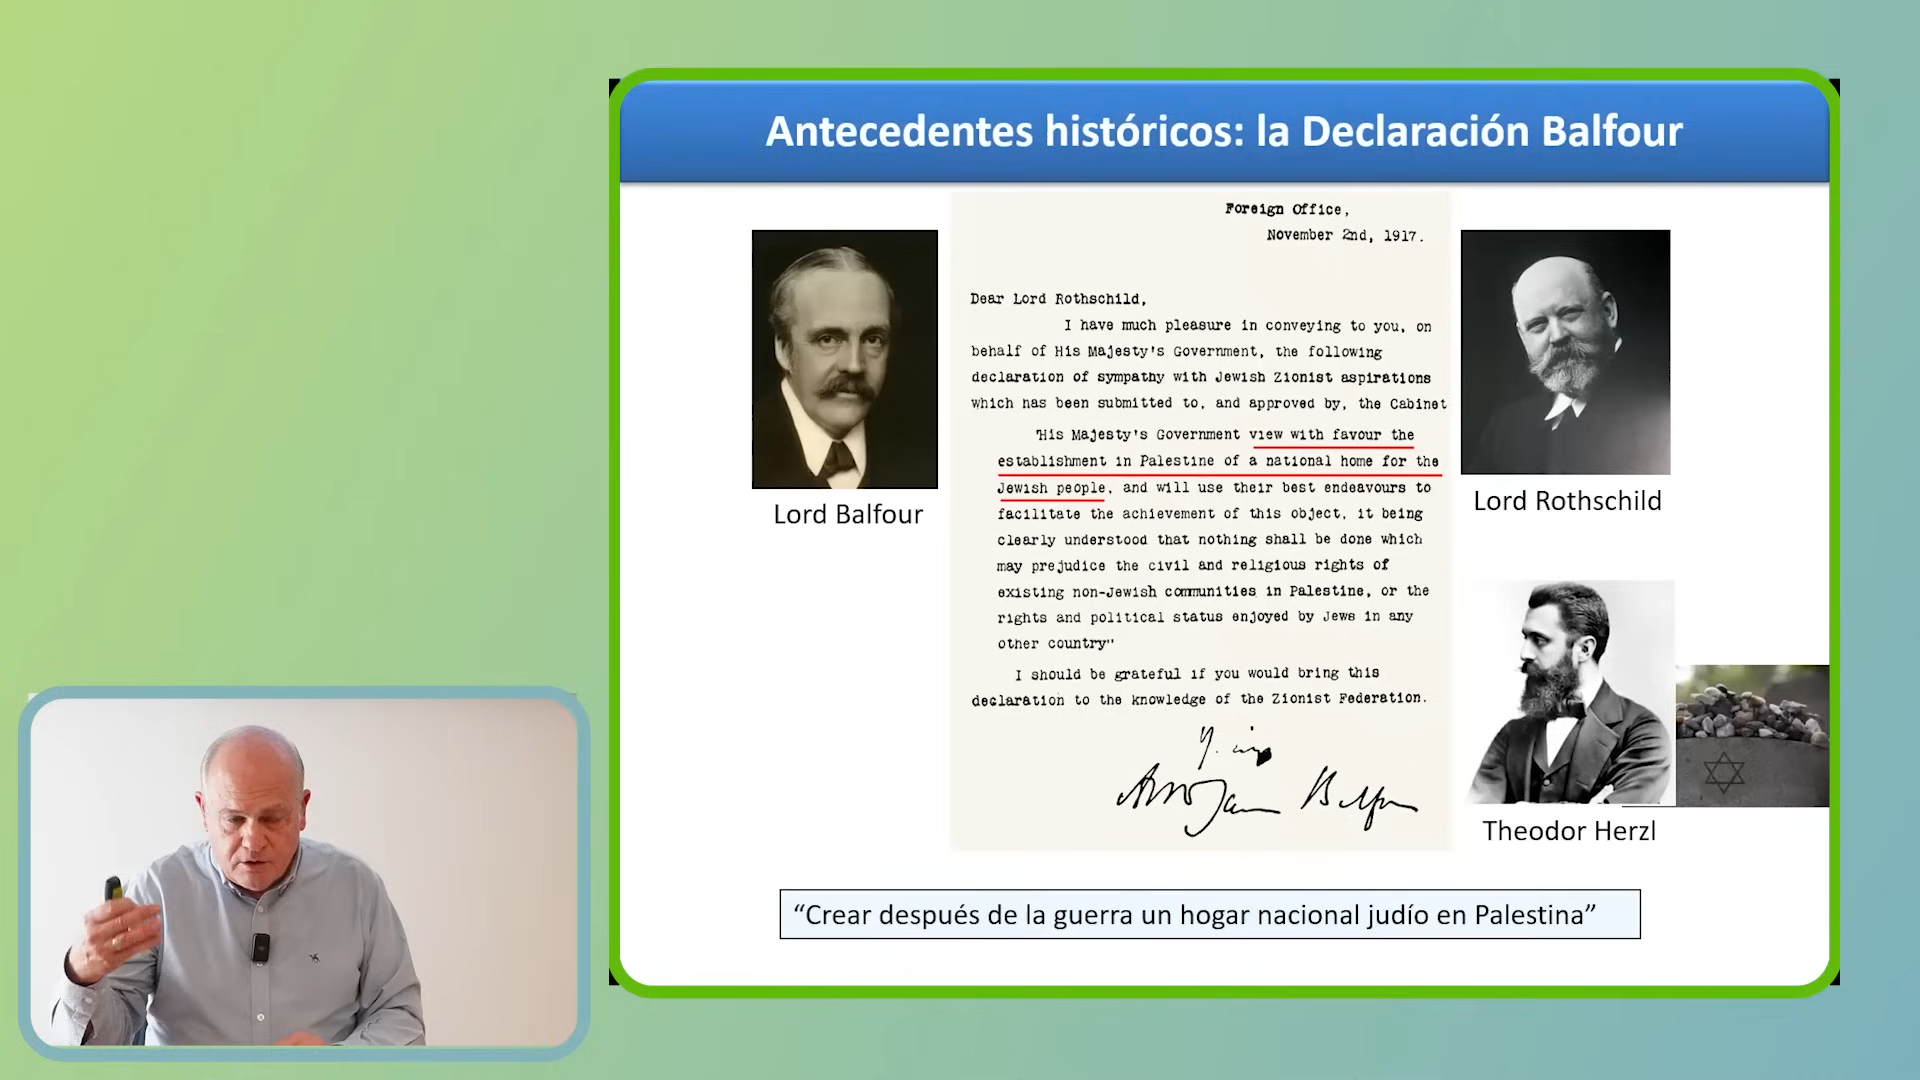 Antecedentes históricos: la Declaración Balfour
Foreign Office,
November 2nd, 1917.
Dear Lord Rothschild,
I have much pleasure in conveying to you, on
behalf of His Majesty's Government, the following
declaration of sympathy with Jewish Zionist aspirations
which has been submitted to, and approved by, the Cabinet
"His Majesty's Government view with favour the
establishment in Palestine of a national home for the
Jewish people, and will use their best endeavours to
facilitate the achievement of this object, it being
clearly understood that nothing shall be done which
may prejudice the civil and religious rights of
existing non-Jewish communities in Palestine, or the
rights and political status enjoyed by Jews in any
other country"
I should be grateful if you would bring this
declaration to the knowledge of the Zionist Federation.
Balfour
Lord Balfour
Lord Rothschild
Theodor Herzl
“Crear después de la guerra un hogar nacional judío en Palestina”